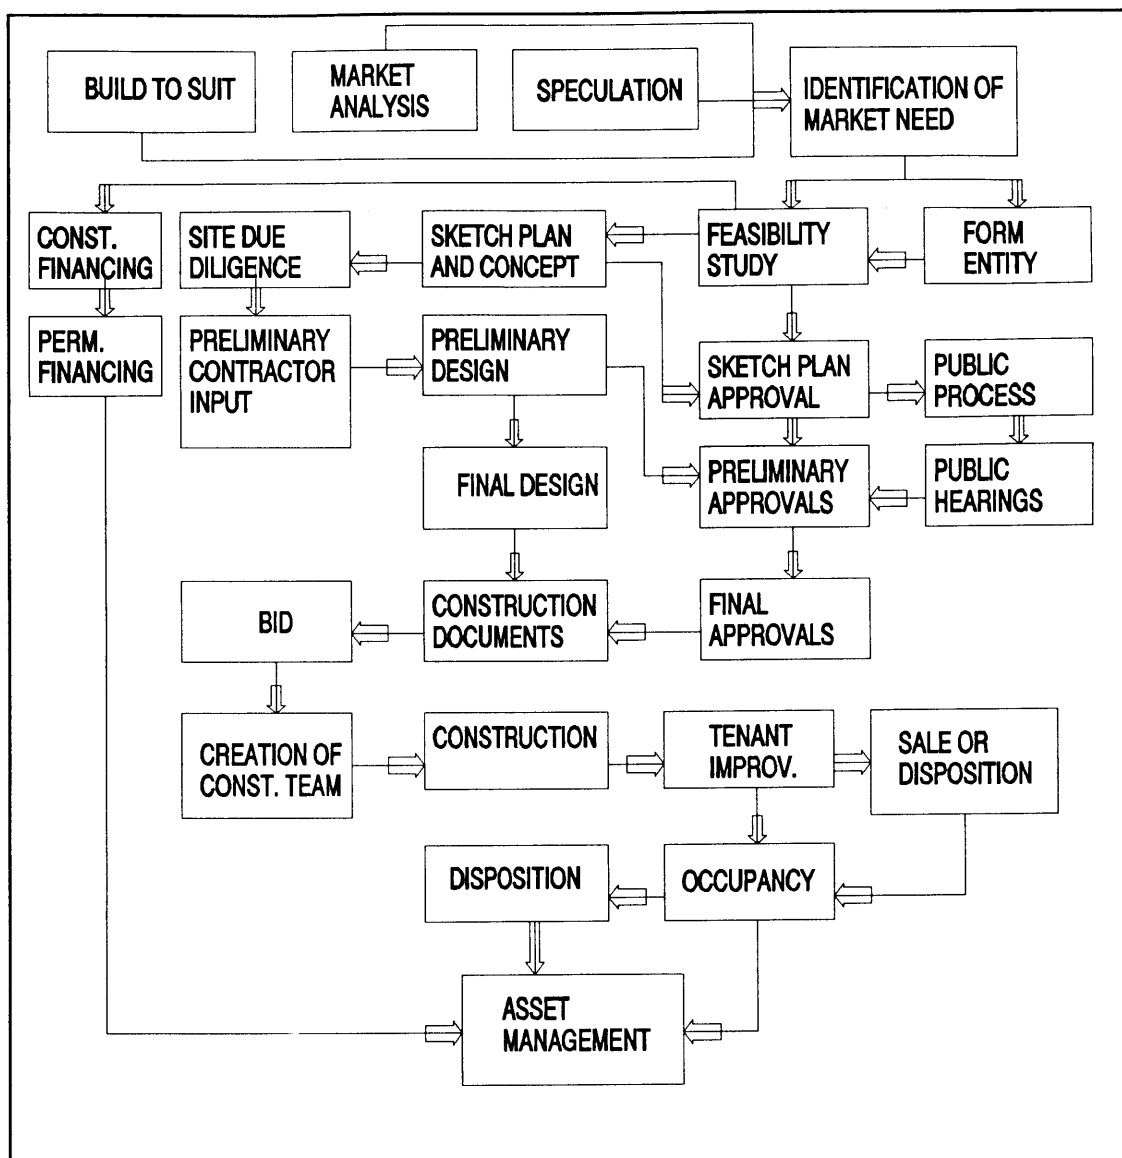 BUILD TO SUIT
MARKET
ANALYSIS
SPECULATION
IDENTIFICATION OF
MARKET NEED
CONST.
FINANCING
SITE DUE
DILIGENCE
SKETCH PLAN
AND CONCEPT
FEASIBILITY
STUDY
FORM
ENTITY
PERM.
FINANCING
PRELIMINARY
CONTRACTOR
INPUT
PRELIMINARY
DESIGN
SKETCH PLAN
APPROVAL
PUBLIC
PROCESS
FINAL DESIGN
PRELIMINARY
APPROVALS
PUBLIC
HEARINGS
BID
CONSTRUCTION
DOCUMENTS
FINAL
APPROVALS
CREATION OF
CONST. TEAM
CONSTRUCTION
TENANT
IMPROV.
SALE OR
DISPOSITION
DISPOSITION
OCCUPANCY
ASSET
MANAGEMENT